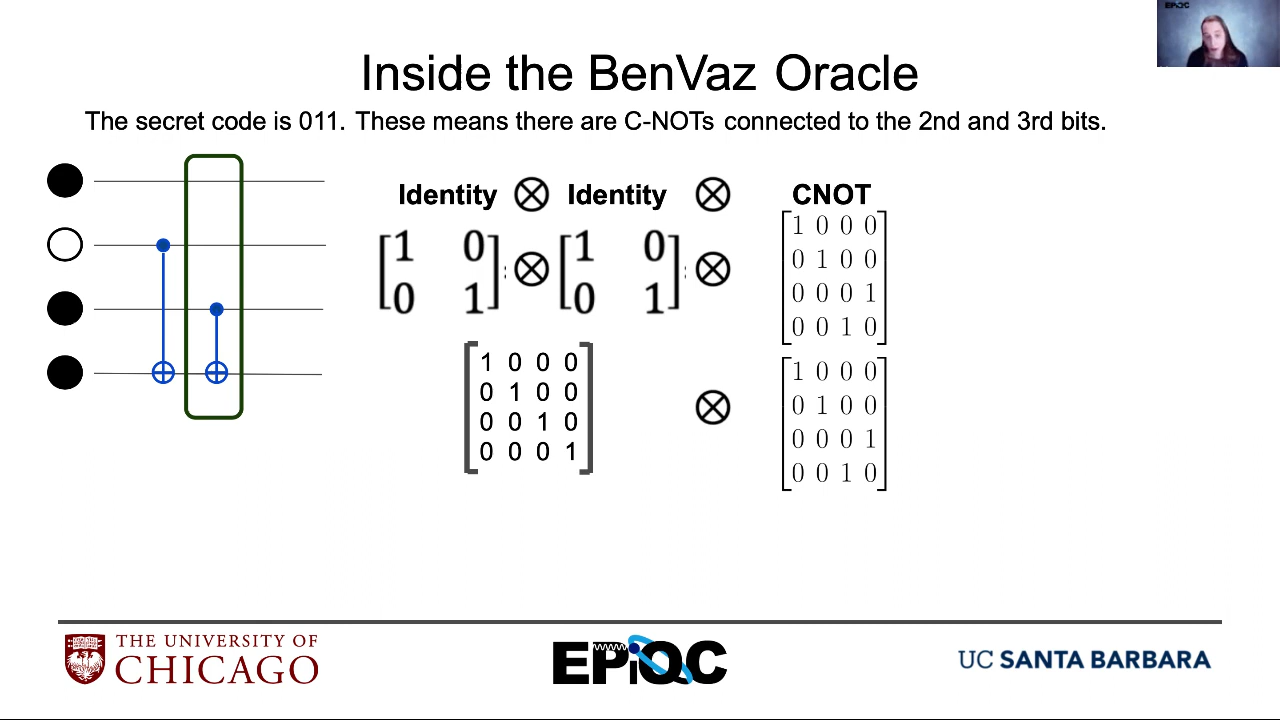 EPiQC
Inside the BenVaz Oracle
The secret code is 011. These means there are C-NOTs connected to the 2nd and 3rd bits.
Identity ⊗ Identity ⊗ CNOT
1 0
0 1
⊗
1 0
0 1
⊗
1 0 0 0
0 1 0 0
0 0 0 1
0 0 1 0
1 0 0 0
0 1 0 0
0 0 1 0
0 0 0 1
⊗
1 0 0 0
0 1 0 0
0 0 0 1
0 0 1 0
THE UNIVERSITY OF
CHICAGO
EPiQC
UC SANTA BARBARA